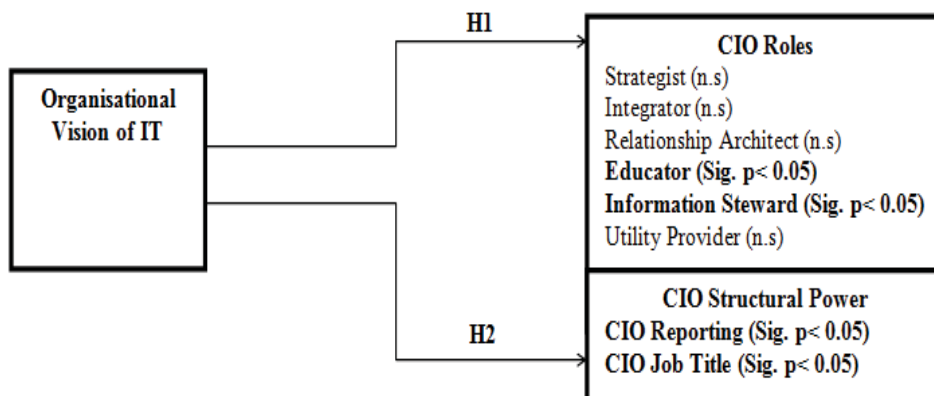 H1
Organisational
Vision of IT
CIO Roles
Strategist (n.s)
Integrator (n.s)
Relationship Architect (n.s)
Educator (Sig. p< 0.05)
Information Steward (Sig. p< 0.05)
Utility Provider (n.s)
H2
CIO Structural Power
CIO Reporting (Sig. p< 0.05)
CIO Job Title (Sig. p< 0.05)